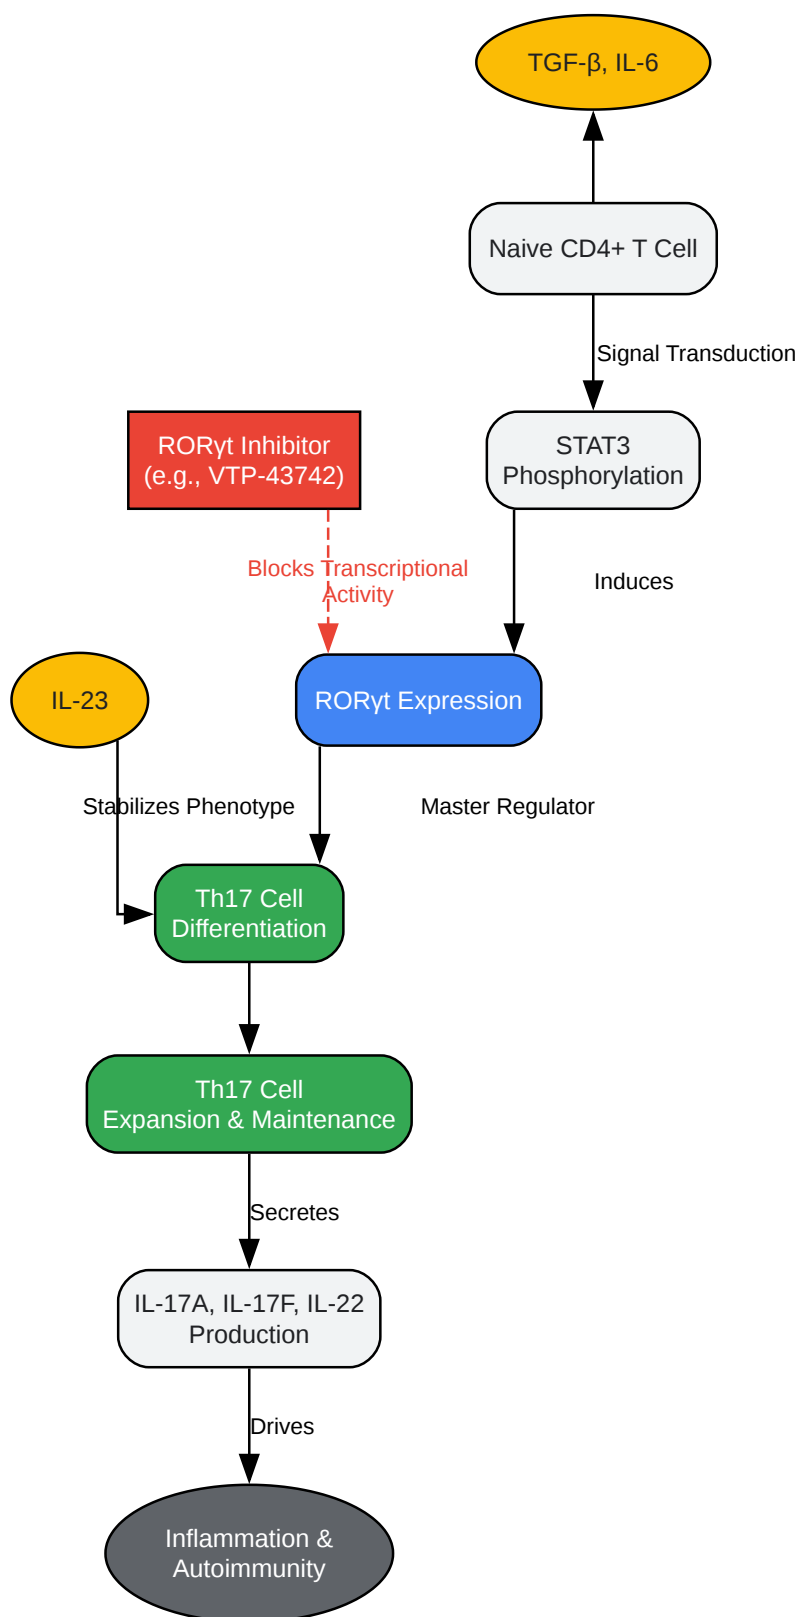 TGF-β, IL-6
Naive CD4+ T Cell
Signal Transduction
RORγt Inhibitor
(e.g., VTP-43742)
STAT3
Phosphorylation
Blocks Transcriptional
Activity
Induces
IL-23
RORγt Expression
Stabilizes Phenotype
Master Regulator
Th17 Cell
Differentiation
Th17 Cell
Expansion & Maintenance
Secretes
IL-17A, IL-17F, IL-22
Production
Drives
Inflammation &
Autoimmunity